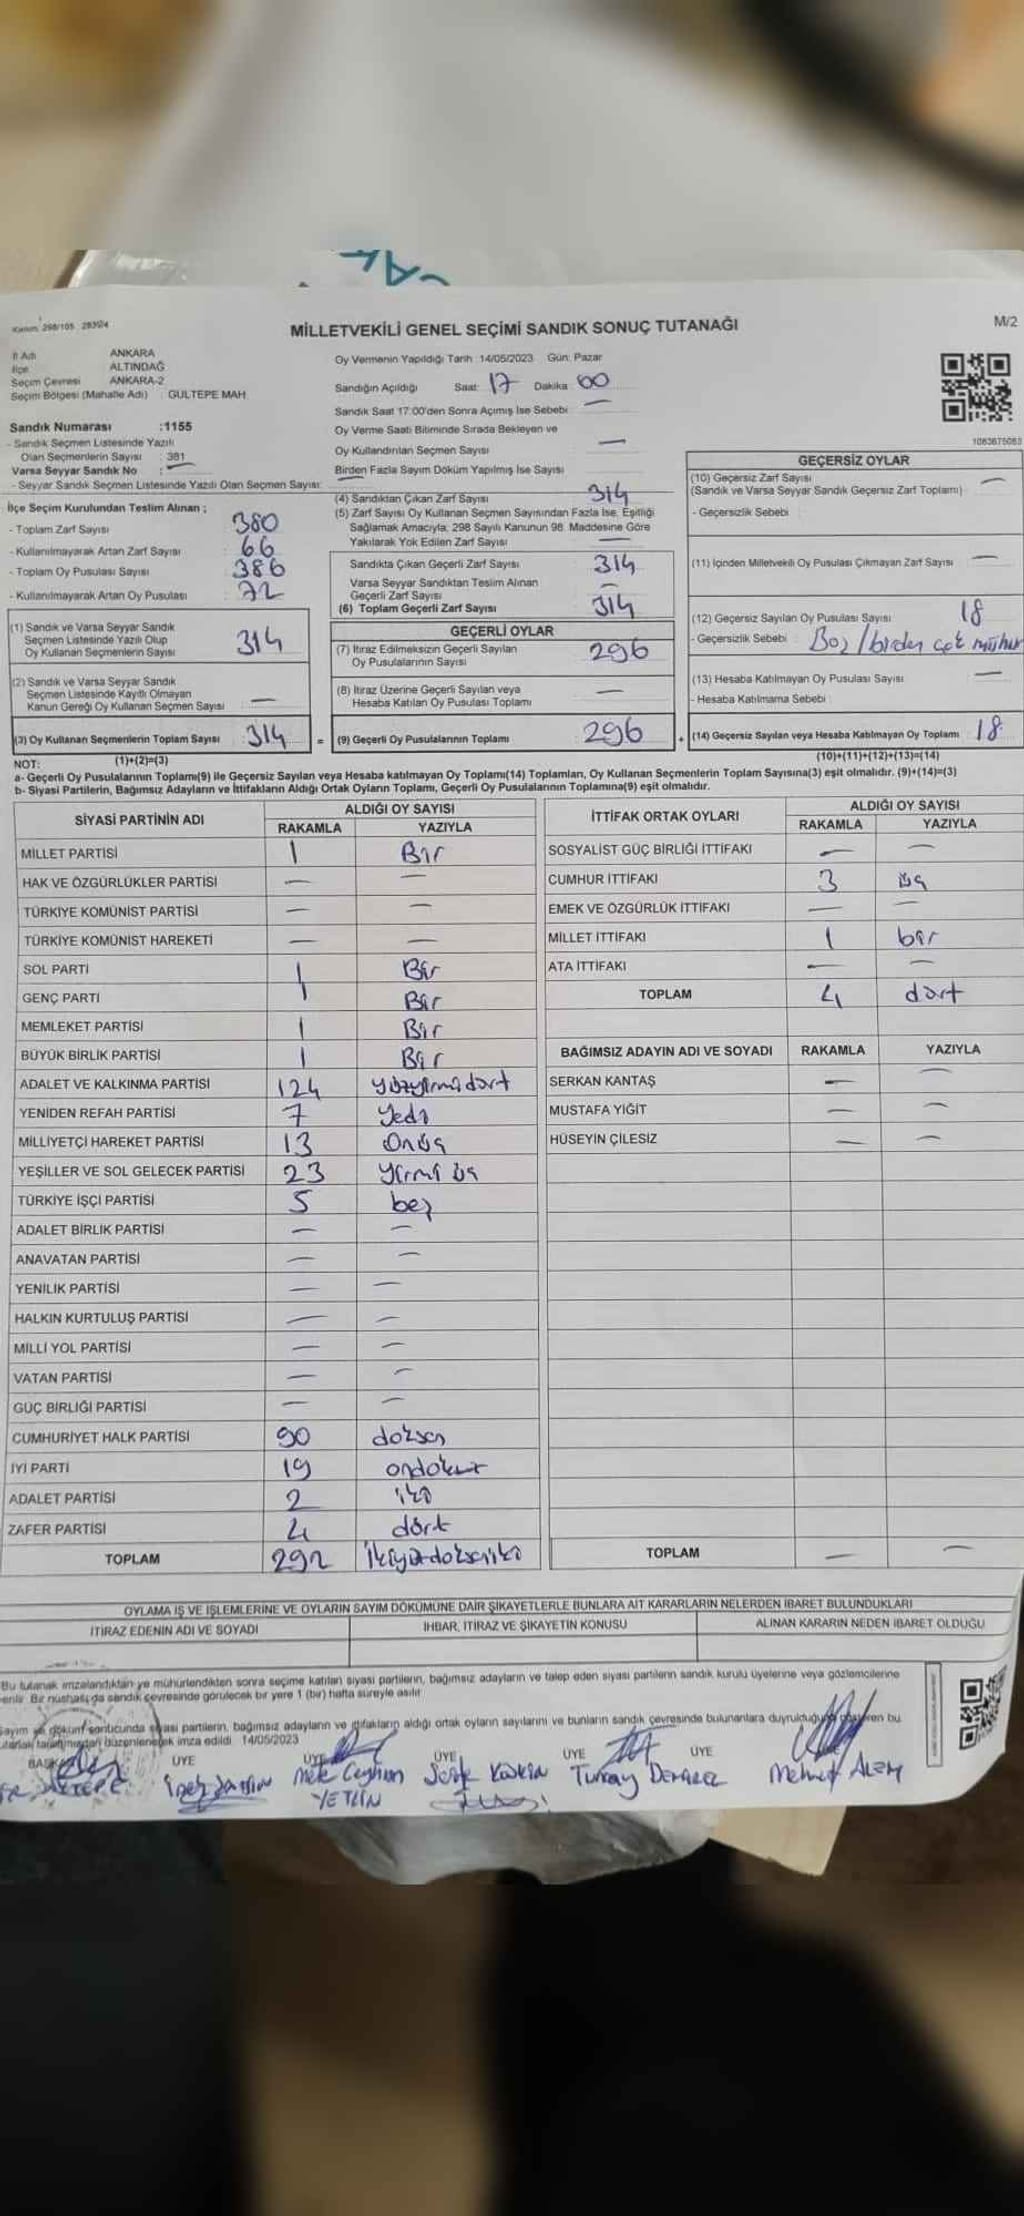 Kanun: 298/105 2839/4
MİLLETVEKİLİ GENEL SEÇİMİ SANDIK SONUÇ TUTANAĞI
M/2
İl Adı ANKARA
İlçe ALTINDAĞ
Seçim Çevresi ANKARA-2
Seçim Bölgesi (Mahalle Adı) : GÜLTEPE MAH.
Sandık Numarası :1155
- Sandık Seçmen Listesinde Yazılı
Olan Seçmenlerin Sayısı : 381
Varsa Seyyar Sandık No : —
- Seyyar Sandık Seçmen Listesinde Yazılı Olan Seçmen Sayısı:
İlçe Seçim Kurulundan Teslim Alınan ;
- Toplam Zarf Sayısı : 380
- Kullanılmayarak Artan Zarf Sayısı : 66
- Toplam Oy Pusulası Sayısı : 386
- Kullanılmayarak Artan Oy Pusulası : 72
(1) Sandık ve Varsa Seyyar Sandık
Seçmen Listesinde Yazılı Olup
Oy Kullanan Seçmenlerin Sayısı 314
(2) Sandık ve Varsa Seyyar Sandık
Seçmen Listesinde Kayıtlı Olmayan
Kanun Gereği Oy Kullanan Seçmen Sayısı —
(3) Oy Kullanan Seçmenlerin Toplam Sayısı 314
Oy Vermenin Yapıldığı Tarih :14/05/2023 Gün: Pazar
Sandığın Açıldığı Saat: 17 Dakika: 00
Sandık Saat 17:00'den Sonra Açımış İse Sebebi: —
Oy Verme Saati Bitiminde Sırada Bekleyen ve
Oy Kullandırılan Seçmen Sayısı —
Birden Fazla Sayım Döküm Yapılmış İse Sayısı
(4) Sandıktan Çıkan Zarf Sayısı 314
(5) Zarf Sayısı Oy Kullanan Seçmen Sayısından Fazla İse, Eşitliği
Sağlamak Amacıyla; 298 Sayılı Kanunun 98. Maddesine Göre
Yakılarak Yok Edilen Zarf Sayısı —
Sandıkta Çıkan Geçerli Zarf Sayısı 314
Varsa Seyyar Sandıktan Teslim Alınan
Geçerli Zarf Sayısı —
(6) Toplam Geçerli Zarf Sayısı 314
GEÇERLİ OYLAR
(7) İtiraz Edilmeksizin Geçerli Sayılan
Oy Pusulalarının Sayısı 296
(8) İtiraz Üzerine Geçerli Sayılan veya
Hesaba Katılan Oy Pusulası Toplamı —
= (9) Geçerli Oy Pusulalarının Toplamı 296
1083675083
GEÇERSİZ OYLAR
(10) Geçersiz Zarf Sayısı —
(Sandık ve Varsa Seyyar Sandık Geçersiz Zarf Toplamı)
- Geçersizlik Sebebi :
(11) İçinden Milletvekili Oy Pusulası Çıkmayan Zarf Sayısı —
(12) Geçersiz Sayılan Oy Pusulası Sayısı 18
- Geçersizlik Sebebi : Boş/birden çok mühür
(13) Hesaba Katılmayan Oy Pusulası Sayısı —
- Hesaba Katılmama Sebebi :
+ (14) Geçersiz Sayılan veya Hesaba Katılmayan Oy Toplamı 18
NOT: (1)+(2)=(3) (10)+(11)+(12)+(13)=(14)
a- Geçerli Oy Pusulalarının Toplamı(9) ile Geçersiz Sayılan veya Hesaba katılmayan Oy Toplamı(14) Toplamları, Oy Kullanan Seçmenlerin Toplam Sayısına(3) eşit olmalıdır. (9)+(14)=(3)
b- Siyasi Partilerin, Bağımsız Adayların ve İttifakların Aldığı Ortak Oyların Toplamı, Geçerli Oy Pusulalarının Toplamına(9) eşit olmalıdır.
SİYASİ PARTİNİN ADI ALDIĞI OY SAYISI
RAKAMLA YAZIYLA
MİLLET PARTİSİ 1 Bir
HAK VE ÖZGÜRLÜKLER PARTİSİ — —
TÜRKİYE KOMÜNİST PARTİSİ — —
TÜRKİYE KOMÜNİST HAREKETİ — —
SOL PARTİ 1 Bir
GENÇ PARTİ 1 Bir
MEMLEKET PARTİSİ 1 Bir
BÜYÜK BİRLİK PARTİSİ 1 Bir
ADALET VE KALKINMA PARTİSİ 124 yüzyirmidört
YENİDEN REFAH PARTİSİ 7 Yedi
MİLLİYETÇİ HAREKET PARTİSİ 13 Onüç
YEŞİLLER VE SOL GELECEK PARTİSİ 23 yirmi üç
TÜRKİYE İŞÇİ PARTİSİ 5 beş
ADALET BİRLİK PARTİSİ — —
ANAVATAN PARTİSİ — —
YENİLİK PARTİSİ — —
HALKIN KURTULUŞ PARTİSİ — —
MİLLİ YOL PARTİSİ — —
VATAN PARTİSİ — —
GÜÇ BİRLİĞİ PARTİSİ — —
CUMHURİYET HALK PARTİSİ 90 doksan
İYİ PARTİ 19 ondokuz
ADALET PARTİSİ 2 iki
ZAFER PARTİSİ 4 dört
TOPLAM 292 ikiyüzdoksaniki
İTTİFAK ORTAK OYLARI ALDIĞI OY SAYISI
RAKAMLA YAZIYLA
SOSYALİST GÜÇ BİRLİĞİ İTTİFAKI — —
CUMHUR İTTİFAKI 3 üç
EMEK VE ÖZGÜRLÜK İTTİFAKI — —
MİLLET İTTİFAKI 1 bir
ATA İTTİFAKI — —
TOPLAM 4 dört
BAĞIMSIZ ADAYIN ADI VE SOYADI RAKAMLA YAZIYLA
SERKAN KANTAŞ — —
MUSTAFA YİĞİT — —
HÜSEYİN ÇİLESİZ — —
TOPLAM — —
OYLAMA İŞ VE İŞLEMLERİNE VE OYLARIN SAYIM DÖKÜMÜNE DAİR ŞİKAYETLERLE BUNLARA AİT KARARLARIN NELERDEN İBARET BULUNDUKLARI
İTİRAZ EDENİN ADI VE SOYADI İHBAR, İTİRAZ VE ŞİKAYETİN KONUSU ALINAN KARARIN NEDEN İBARET OLDUĞU
Bu tutanak imzalandıktan ve mühürlendikten sonra seçime katılan siyasi partilerin, bağımsız adayların ve talep eden siyasi partilerin sandık kurulu üyelerine veya gözlemcilerine
verilir. Bir nüshası da sandık çevresinde görülecek bir yere 1 (bir) hafta süreyle asılır.
Sayım ve döküm sonucunda siyasi partilerin, bağımsız adayların ve ittifakların aldığı ortak oyların sayılarını ve bunların sandık çevresinde bulunanlara duyrulduğunu gösteren bu
tutanak tarafımızdan düzenlenerek imza edildi. 14/05/2023
BAŞKAN ÜYE ÜYE ÜYE ÜYE ÜYE
Mete Ceyhun YETKİN
Turkay DEMİREL
Mehmet ALEM